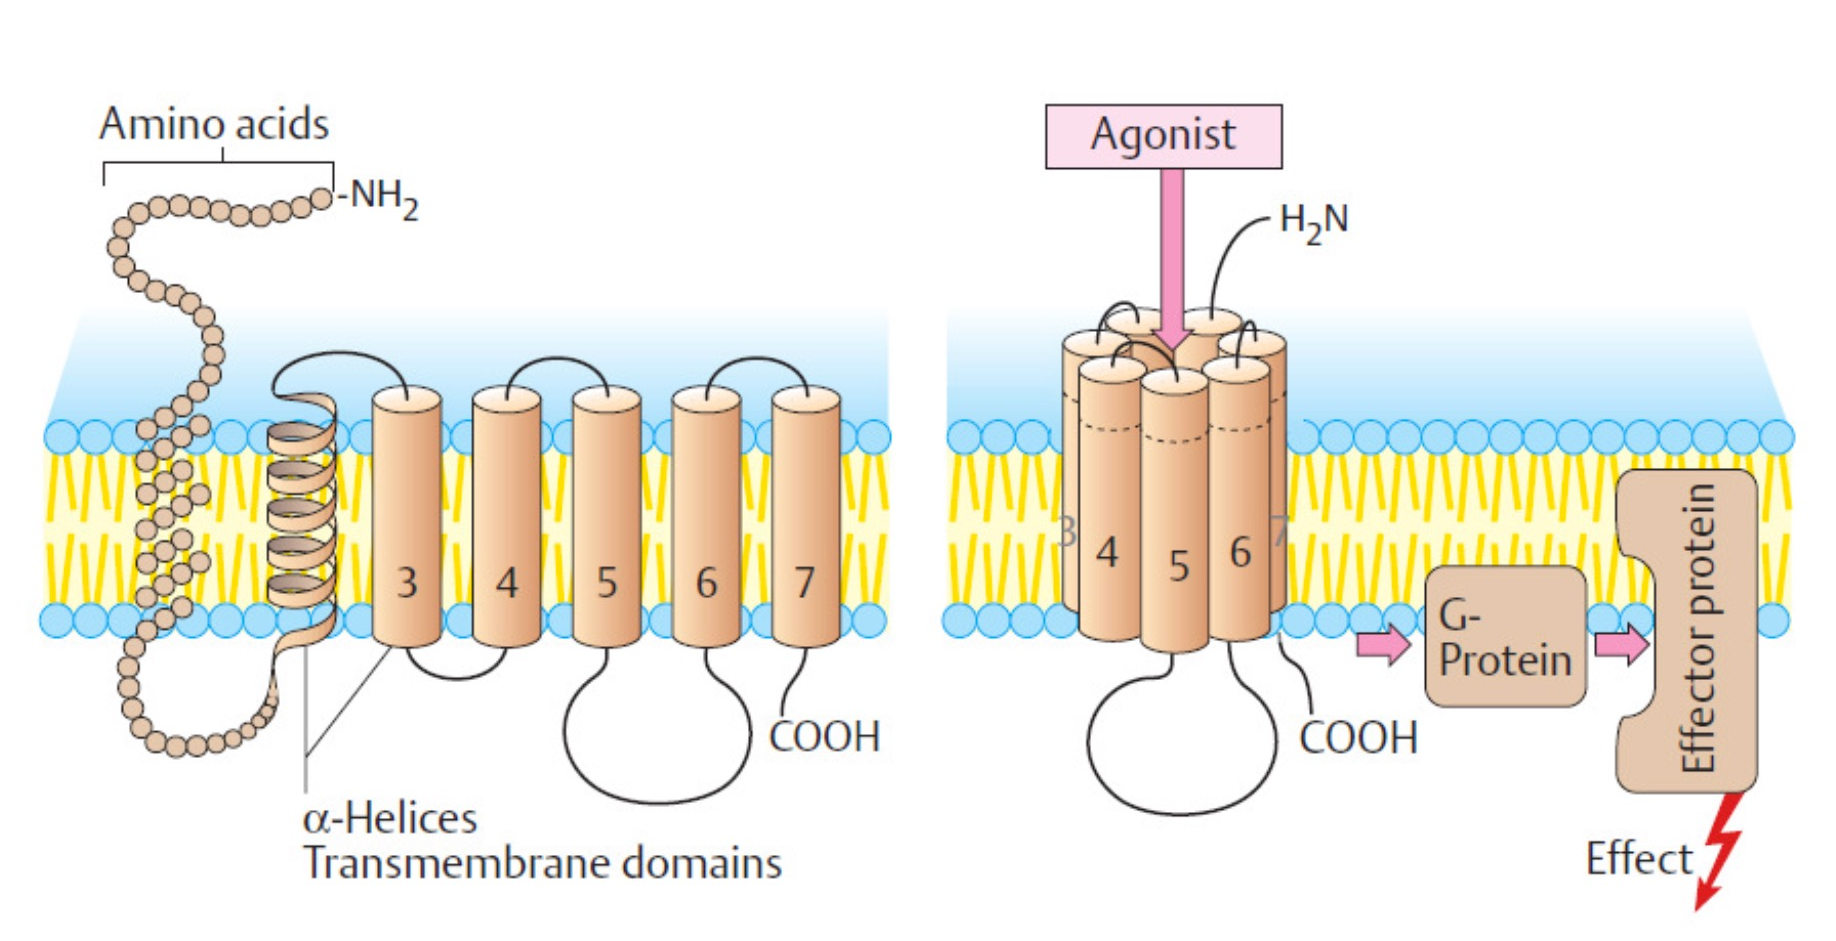 Amino acids
-NH₂
3
4
5
6
7
COOH
α-Helices
Transmembrane domains
Agonist
H₂N
3
4
5
6
7
COOH
G-
Protein
Effector protein
Effect